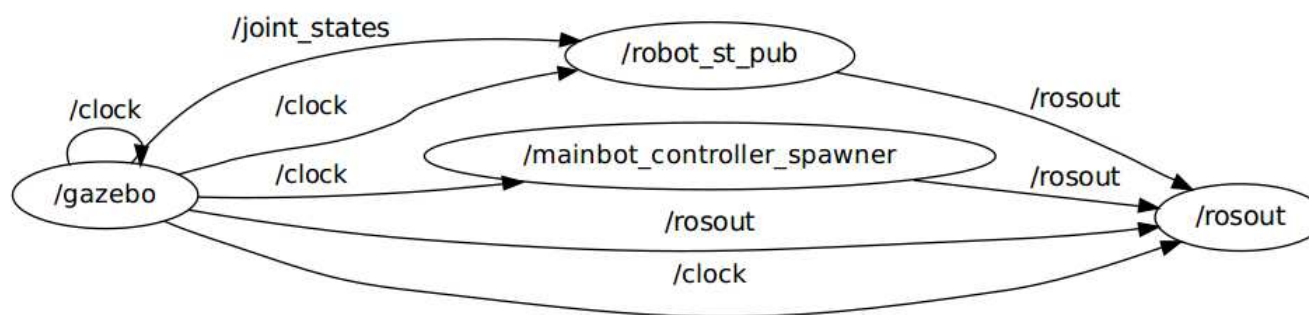 /joint_states
/robot_st_pub
/clock
/clock
/rosout
/mainbot_controller_spawner
/clock
/rosout
/gazebo
/rosout
/rosout
/clock